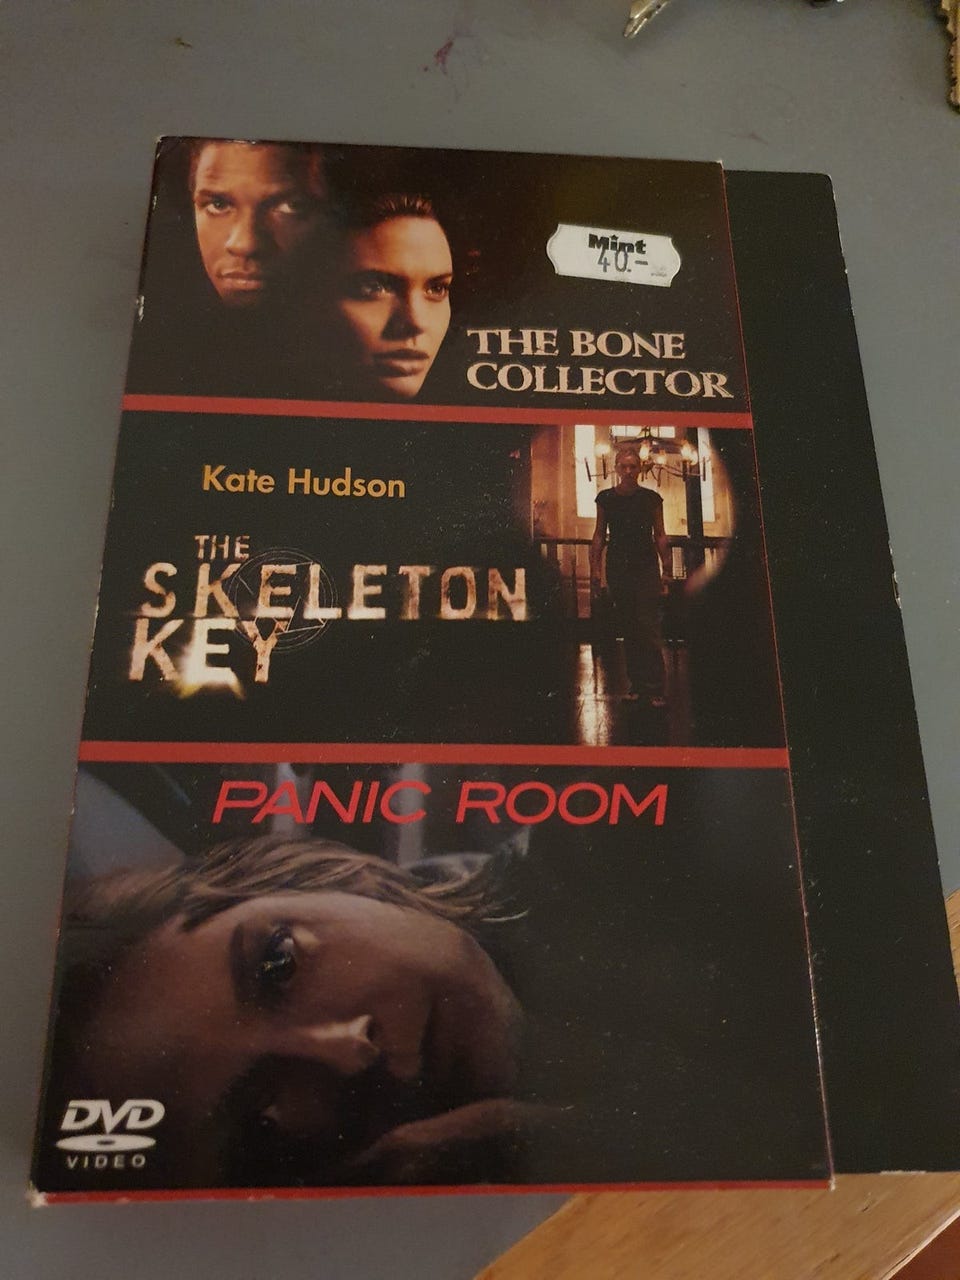 Mint
40.-
THE BONE
COLLECTOR
Kate Hudson
THE
SKELETON
KEY
PANIC ROOM
DVD
VIDEO